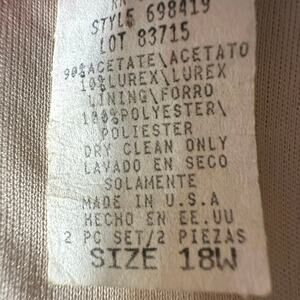 STYLE 698419
LOT 83715
90%ACETATE\ACETATO
10%LUREX\LUREX
LINING\FORRO
100%POLYESTER\
POLIESTER
DRY CLEAN ONLY
LAVADO EN SECO
SOLAMENTE
MADE IN U.S.A
HECHO EN EE.UU
2 PC SET/2 PIEZAS
SIZE 18W